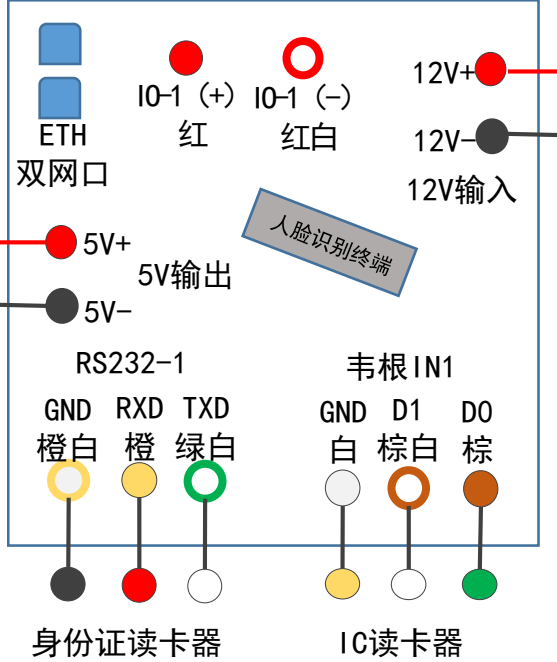 ETH
双网口
IO-1（+）
红
IO-1（-）
红白
12V+
12V-
12V输入
人脸识别终端
5V+
5V输出
5V-
RS232-1
GND RXD TXD
橙白 橙 绿白
韦根IN1
GND D1 D0
白 棕白 棕
身份证读卡器
IC读卡器